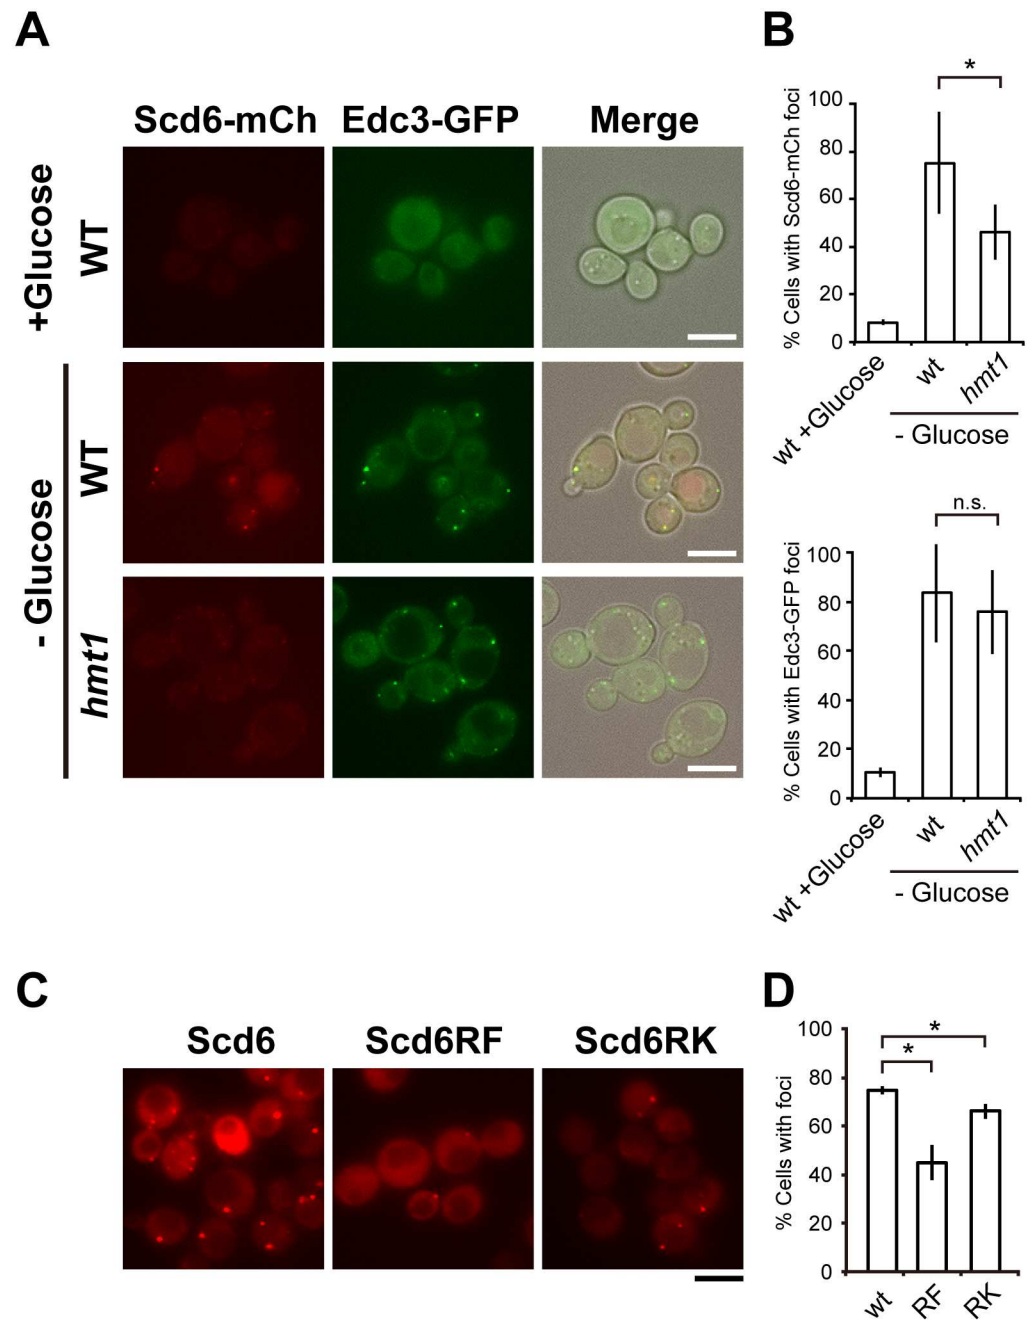 A
Scd6-mCh Edc3-GFP Merge
+Glucose
WT
- Glucose
WT
hmt1
B
*
% Cells with Scd6-mCh foci
100
80
60
40
20
0
wt +Glucose
wt
hmt1
- Glucose
n.s.
% Cells with Edc3-GFP foci
100
80
60
40
20
0
wt +Glucose
wt
hmt1
- Glucose
C
Scd6 Scd6RF Scd6RK
D
*
*
% Cells with foci
100
80
60
40
20
0
wt
RF
RK